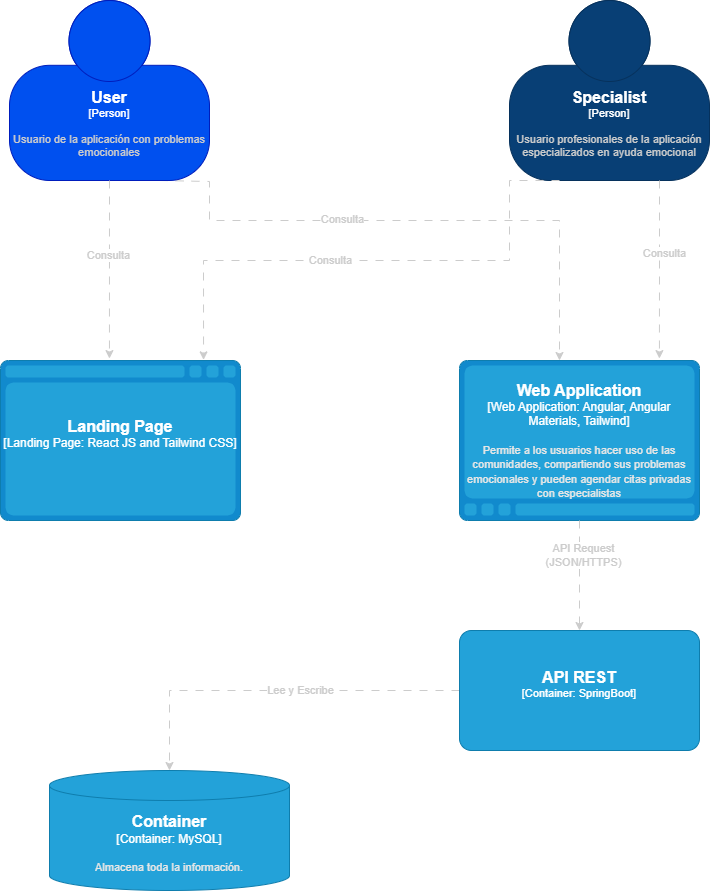 User
[Person]
Usuario de la aplicación con problemas
emocionales
Specialist
[Person]
Usuario profesionales de la aplicación
especializados en ayuda emocional
Consulta
Consulta
Consulta
Consulta
Landing Page
[Landing Page: React JS and Tailwind CSS]
Web Application
[Web Application: Angular, Angular
Materials, Tailwind]
Permite a los usuarios hacer uso de las
comunidades, compartiendo sus problemas
emocionales y pueden agendar citas privadas
con especialistas
API Request
(JSON/HTTPS)
API REST
[Container: SpringBoot]
Lee y Escribe
Container
[Container: MySQL]
Almacena toda la información.